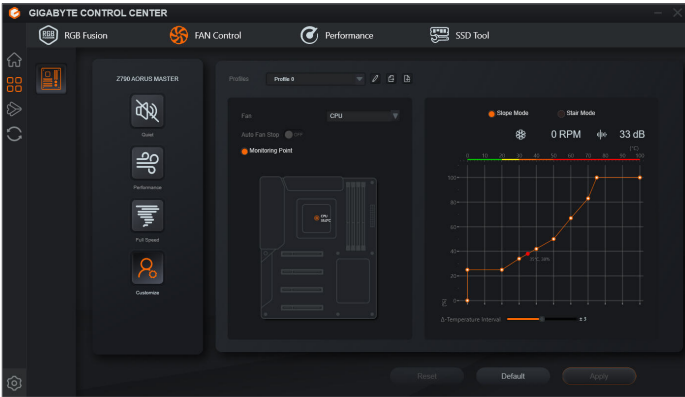 GIGABYTE CONTROL CENTER
RGB
RGB Fusion
FAN Control
Performance
SSD Tool
Z790 AORUS MASTER
Quiet
Performance
Full Speed
Customize
Profiles
Profile 0
Fan
CPU
Auto Fan Stop
OFF
Monitoring Point
CPU
Slope Mode
Stair Mode
0 RPM
33 dB
(°C)
0 10 20 30 40 50 60 70 80 90 100
100
80
60
40
20
0
(%)
Δ-Temperature Interval
±3
Reset
Default
Apply